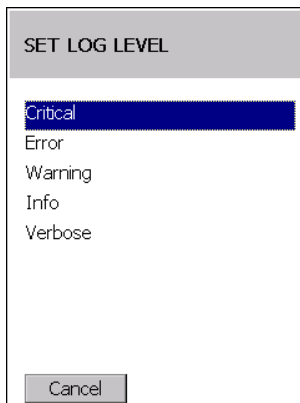 SET LOG LEVEL
Critical
Error
Warning
Info
Verbose
Cancel